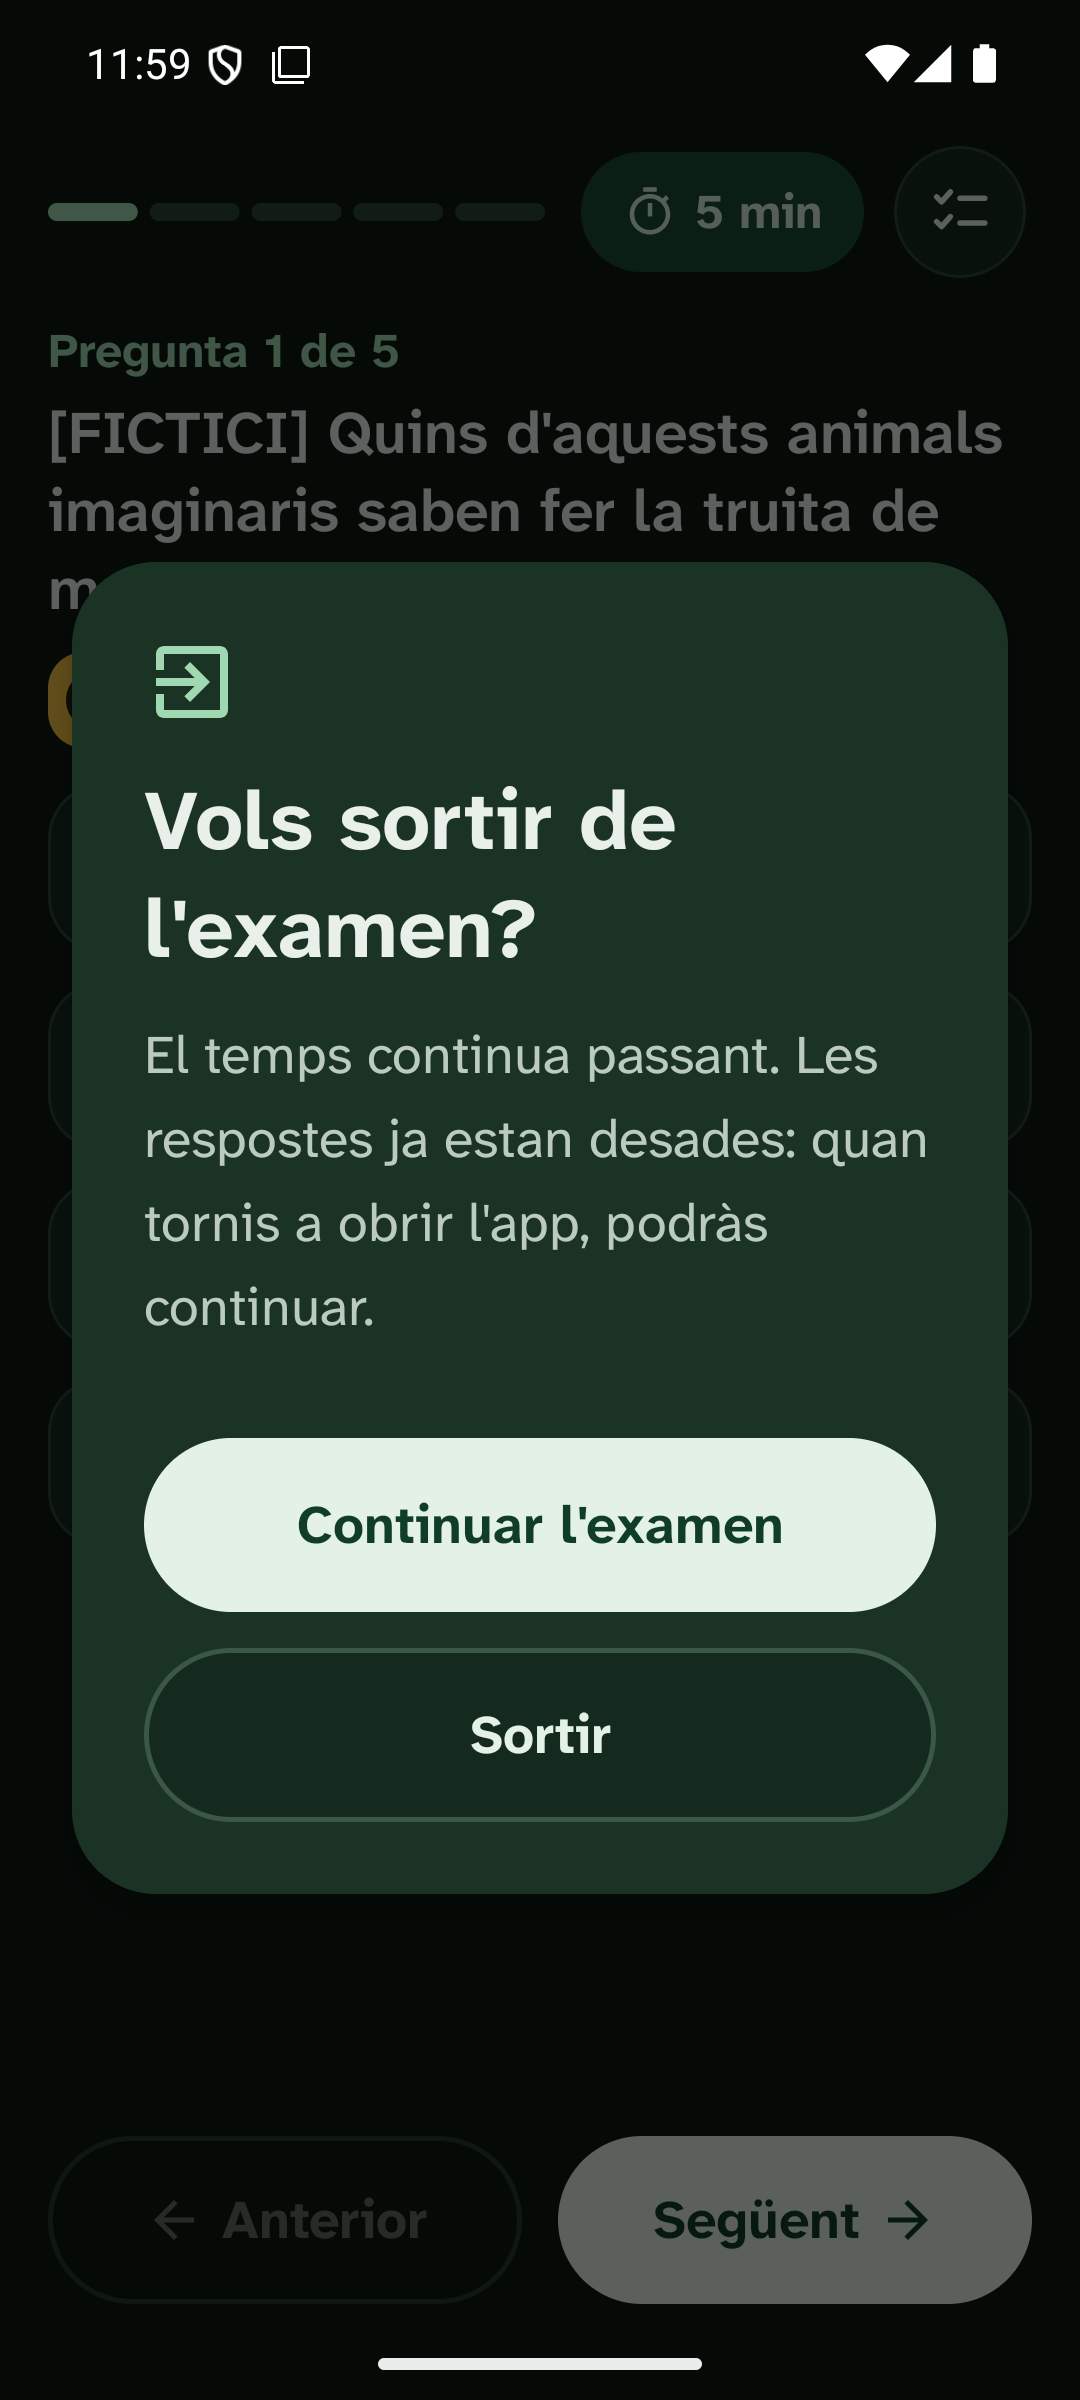 11:59
5 min
Pregunta 1 de 5
[FICTICI] Quins d'aquests animals
imaginaris saben fer la truita de
Vols sortir de
l'examen?
El temps continua passant. Les
respostes ja estan desades: quan
tornis a obrir l'app, podràs
continuar.
Continuar l'examen
Sortir
Anterior
Següent